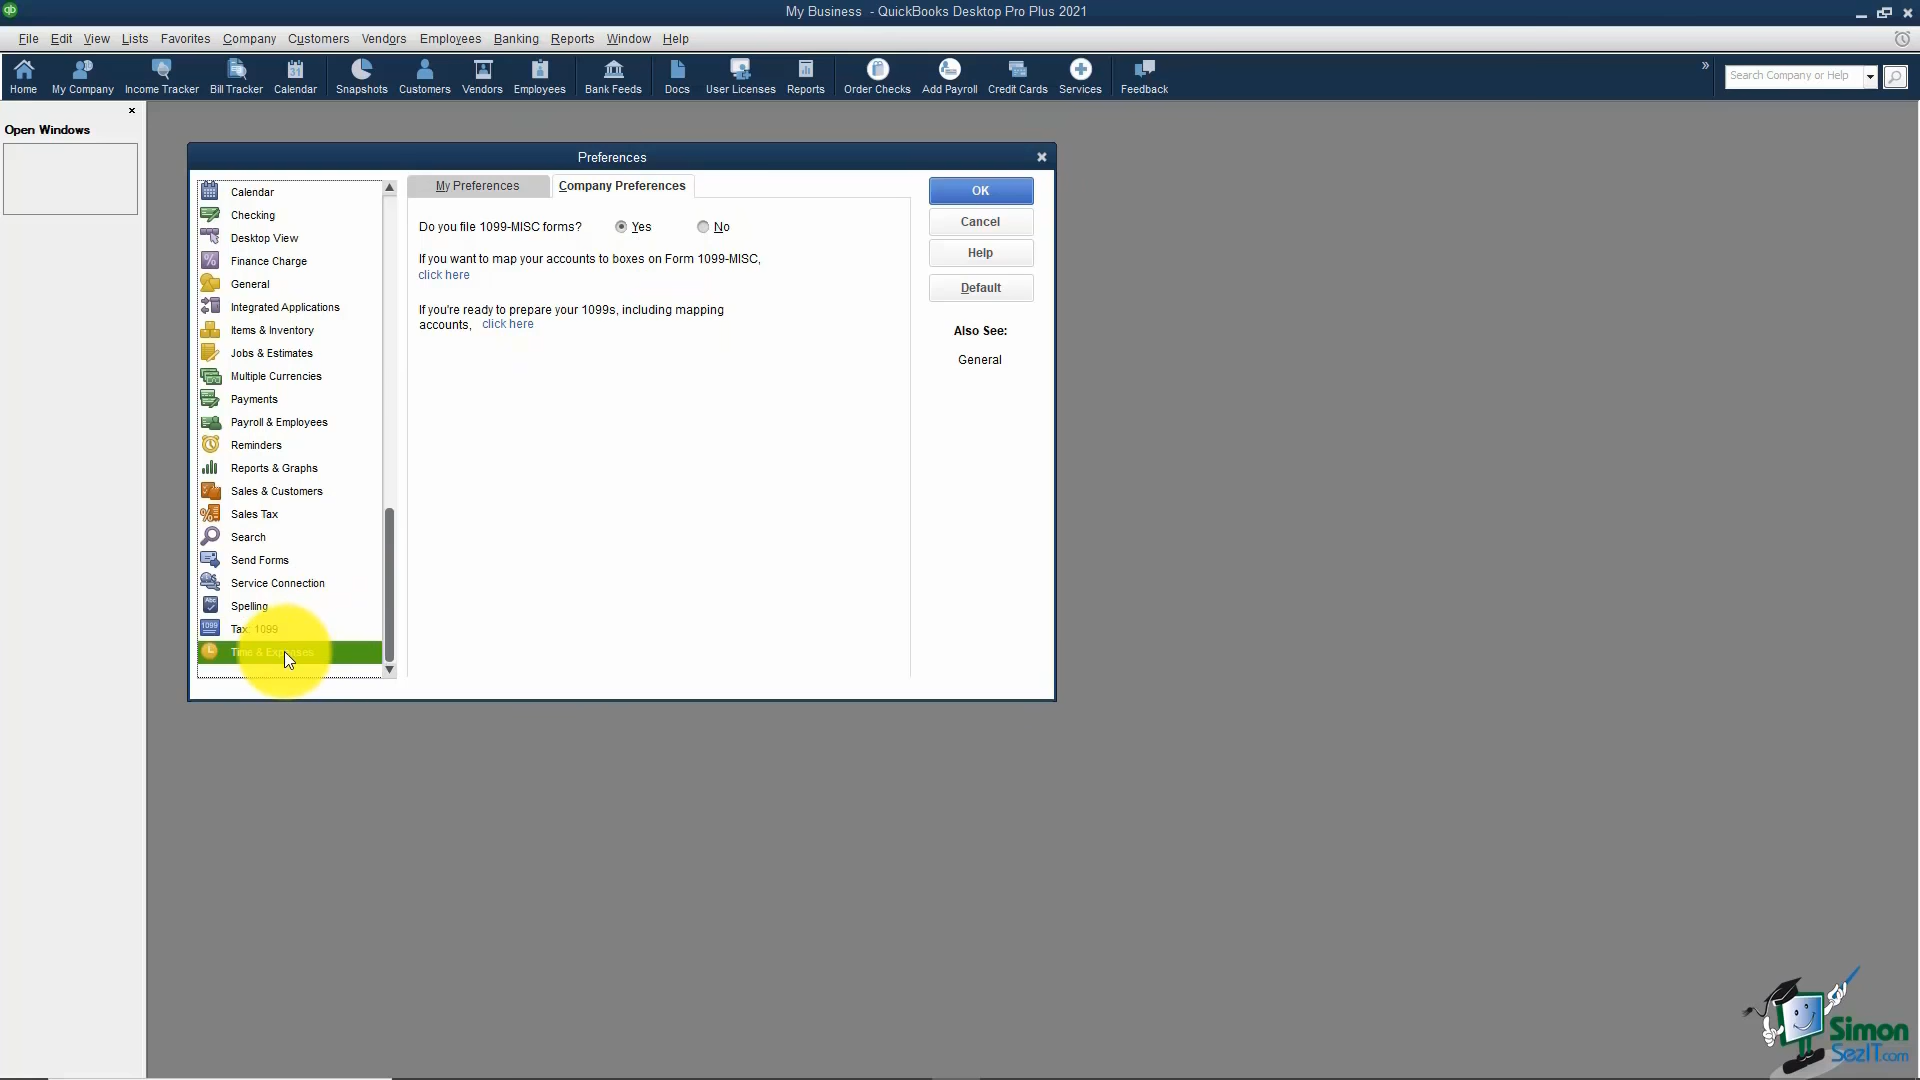 My Business - QuickBooks Desktop Pro Plus 2021
File Edit View Lists Favorites Company Customers Vendors Employees Banking Reports Window Help
Home My Company Income Tracker Bill Tracker Calendar Snapshots Customers Vendors Employees Bank Feeds Docs User Licenses Reports Order Checks Add Payroll Credit Cards Services Feedback
Search Company or Help
Open Windows
Preferences
Calendar
Checking
Desktop View
Finance Charge
General
Integrated Applications
Items & Inventory
Jobs & Estimates
Multiple Currencies
Payments
Payroll & Employees
Reminders
Reports & Graphs
Sales & Customers
Sales Tax
Search
Send Forms
Service Connection
Spelling
Tax: 1099
Time & Expenses
My Preferences
Company Preferences
Do you file 1099-MISC forms? Yes No
If you want to map your accounts to boxes on Form 1099-MISC,
click here
If you're ready to prepare your 1099s, including mapping
accounts, click here
OK
Cancel
Help
Default
Also See:
General
Simon
SezIT.com